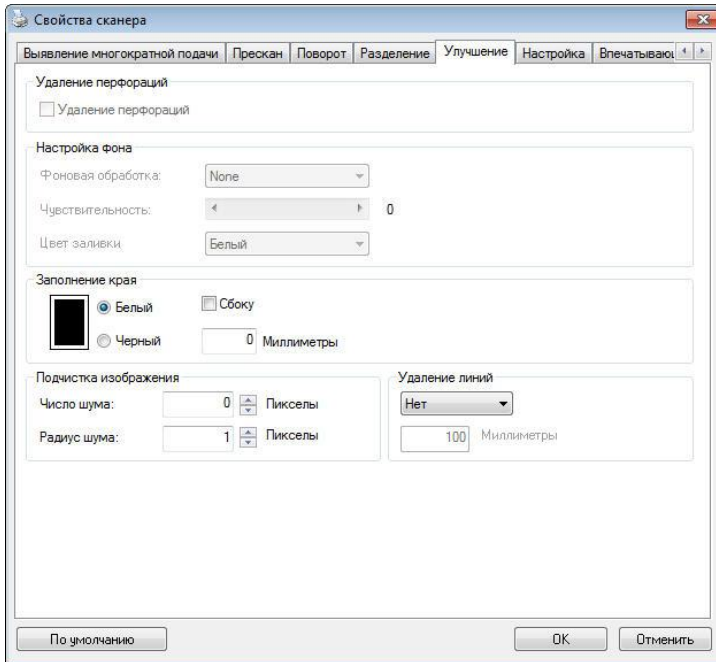 Свойства сканера
Выявление многократной подачи Прескан Поворот Разделение Улучшение Настройка Впечатывающ
Удаление перфораций
Удаление перфораций
Настройка фона
Фоновая обработка: None
Чувствительность: 0
Цвет заливки Белый
Заполнение края
Белый Сбоку
Черный 0 Миллиметры
Подчистка изображения Удаление линий
Число шума: 0 Пикселы Нет
Радиус шума: 1 Пикселы 100 Миллиметры
По умолчанию OK Отменить